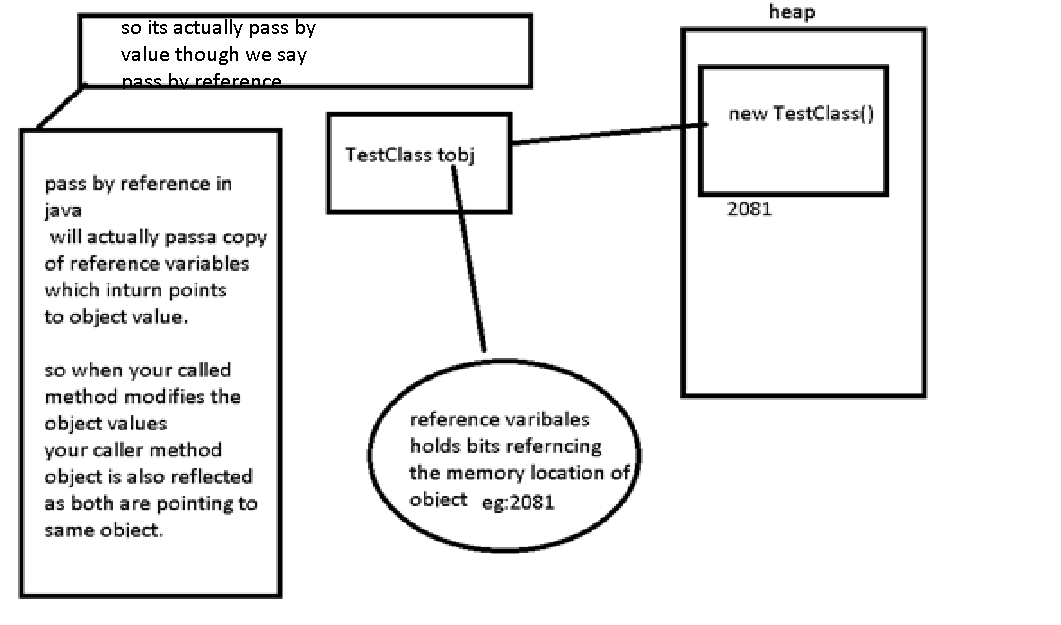 so its actually pass by
value though we say
pass by reference
heap
new TestClass()
2081
TestClass tobj
pass by reference in
java
will actually passa copy
of reference variables
which inturn points
to object value.
so when your called
method modifies the
object values
your caller method
object is also reflected
as both are pointing to
same object.
reference varibales
holds bits referncing
the memory location of
object eg:2081